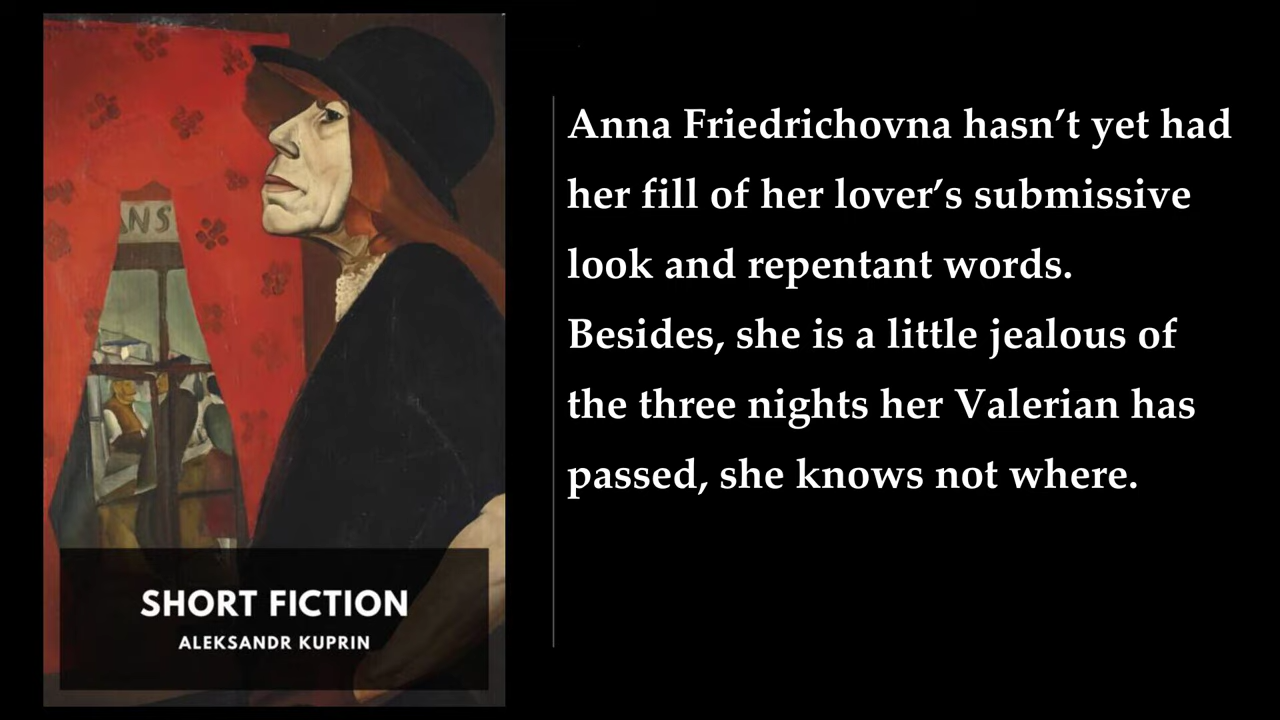 NS
SHORT FICTION
ALEKSANDR KUPRIN
Anna Friedrichovna hasn’t yet had
her fill of her lover’s submissive
look and repentant words.
Besides, she is a little jealous of
the three nights her Valerian has
passed, she knows not where.